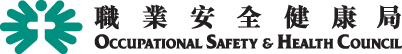 職業安全健康局
OCCUPATIONAL SAFETY & HEALTH COUNCIL